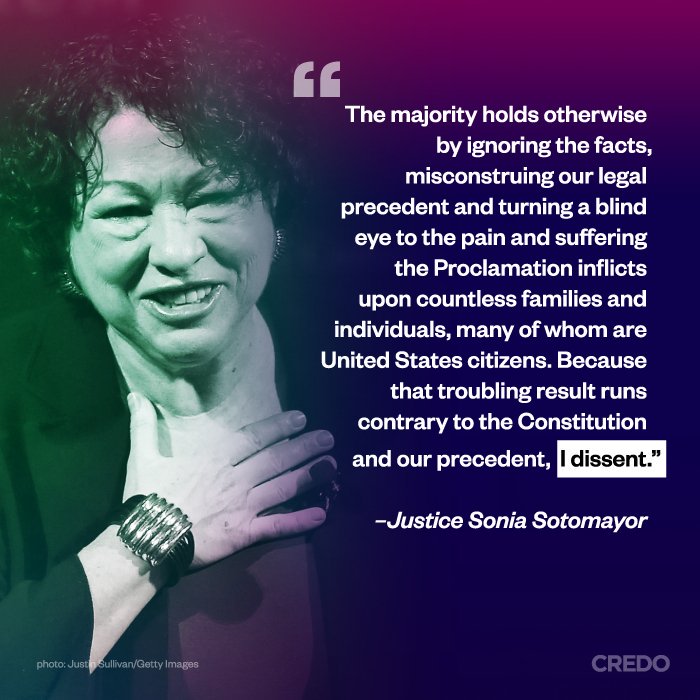 “
The majority holds otherwise
by ignoring the facts,
misconstruing our legal
precedent and turning a blind
eye to the pain and suffering
the Proclamation inflicts
upon countless families and
individuals, many of whom are
United States citizens. Because
that troubling result runs
contrary to the Constitution
and our precedent, I dissent.”
–Justice Sonia Sotomayor
photo: Justin Sullivan/Getty Images
CREDO